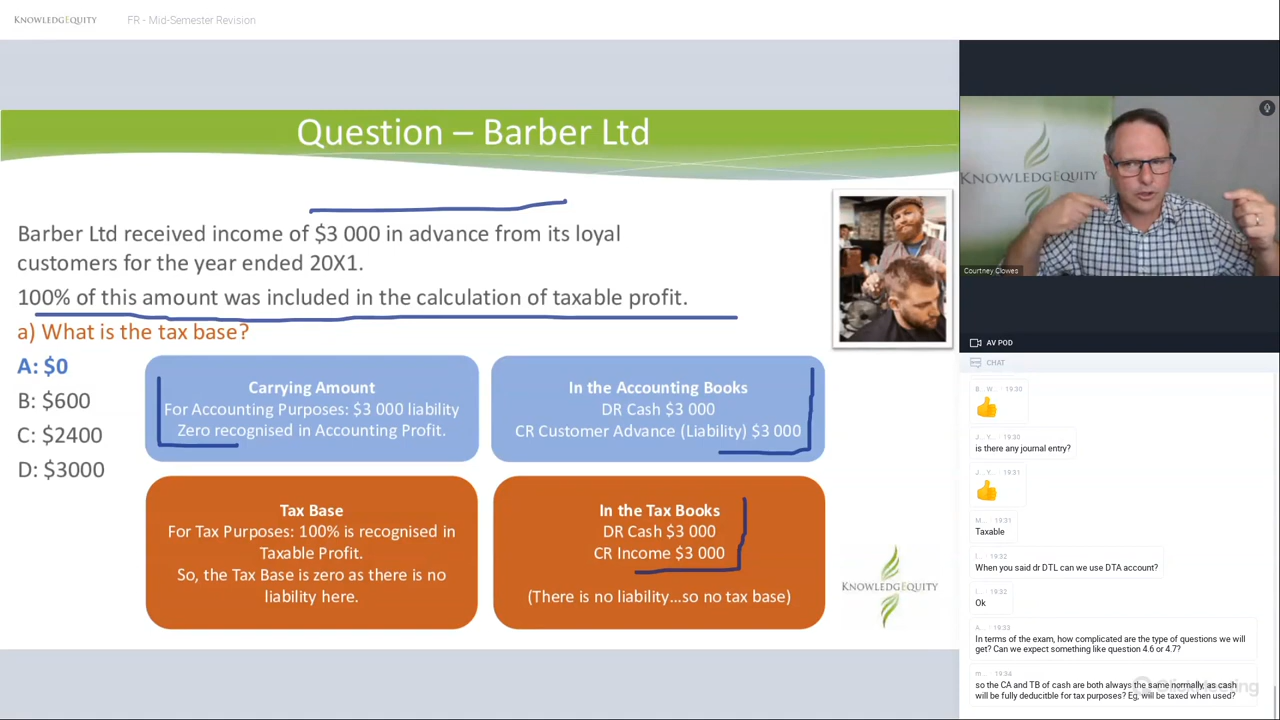 KNOWLEDGEQUITY
FR - Mid-Semester Revision
Question – Barber Ltd
Barber Ltd received income of $3 000 in advance from its loyal
customers for the year ended 20X1.
100% of this amount was included in the calculation of taxable profit.
a) What is the tax base?
A: $0
B: $600
C: $2400
D: $3000
Carrying Amount
For Accounting Purposes: $3 000 liability
Zero recognised in Accounting Profit.
In the Accounting Books
DR Cash $3 000
CR Customer Advance (Liability) $3 000
Tax Base
For Tax Purposes: 100% is recognised in
Taxable Profit.
So, the Tax Base is zero as there is no
liability here.
In the Tax Books
DR Cash $3 000
CR Income $3 000
(There is no liability...so no tax base)
KNOWLEDGEQUITY
KNOWLEDGEQUITY
Courtney Clowes
AV POD
CHAT
B... W... · 19:30
J... Y... · 19:30
is there any journal entry?
J... Y... · 19:31
M... · 19:31
Taxable
I... · 19:32
When you said dr DTL can we use DTA account?
I... · 19:32
Ok
A... · 19:33
In terms of the exam, how complicated are the type of questions we will
get? Can we expect something like question 4.6 or 4.7?
m... · 19:34
so the CA and TB of cash are both always the same normally, as cash
will be fully deducticble for tax purposes? Eg, will be taxed when used?